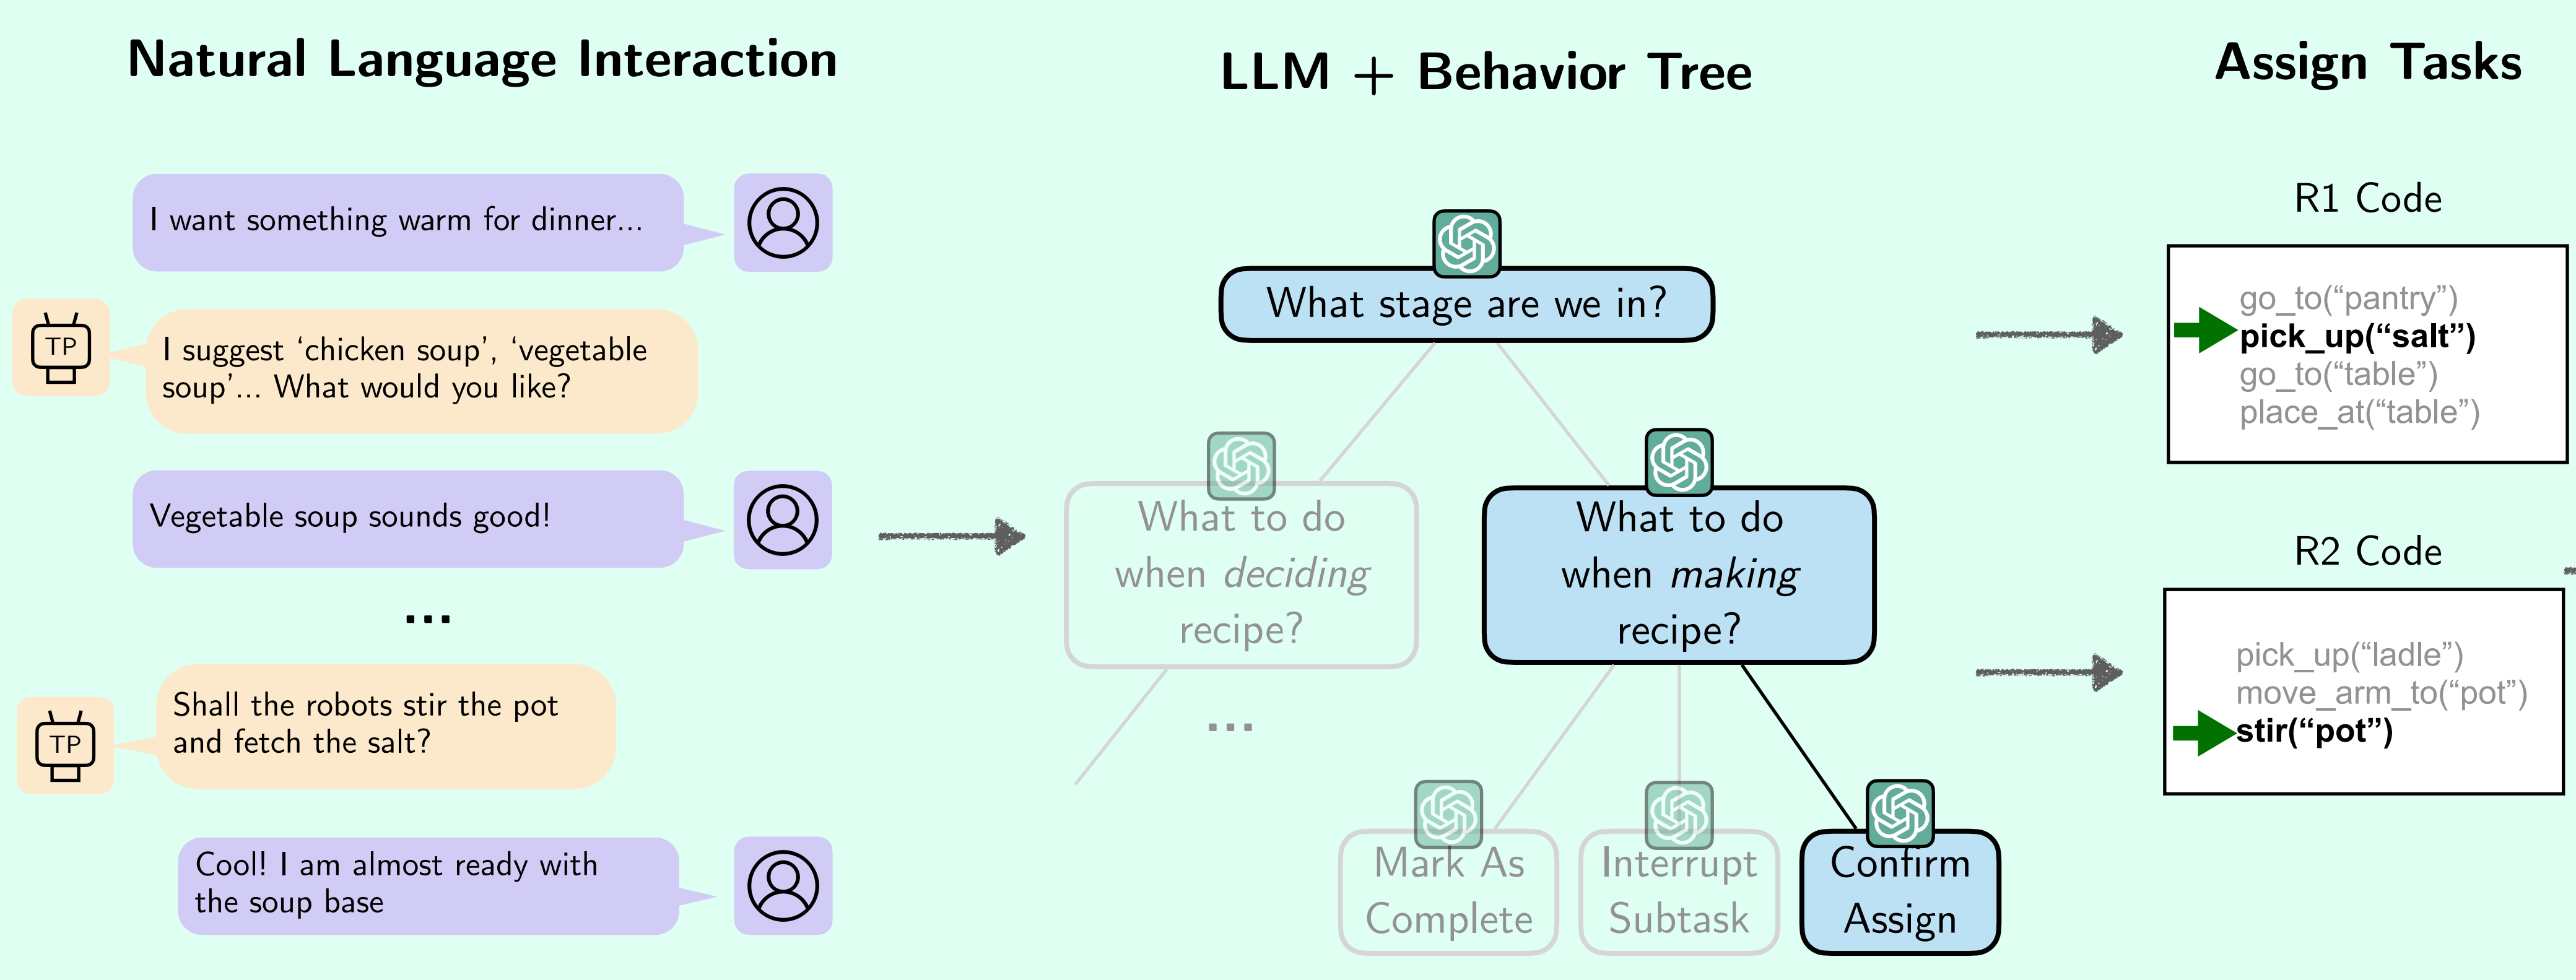 Natural Language Interaction
I want something warm for dinner...
TP
I suggest ‘chicken soup’, ‘vegetable
soup’... What would you like?
Vegetable soup sounds good!
...
TP
Shall the robots stir the pot
and fetch the salt?
Cool! I am almost ready with
the soup base
LLM + Behavior Tree
What stage are we in?
What to do
when deciding
recipe?
...
What to do
when making
recipe?
Mark As
Complete
Interrupt
Subtask
Confirm
Assign
Assign Tasks
R1 Code
go_to(“pantry”)
pick_up(“salt”)
go_to(“table”)
place_at(“table”)
R2 Code
pick_up(“ladle”)
move_arm_to(“pot”)
stir(“pot”)